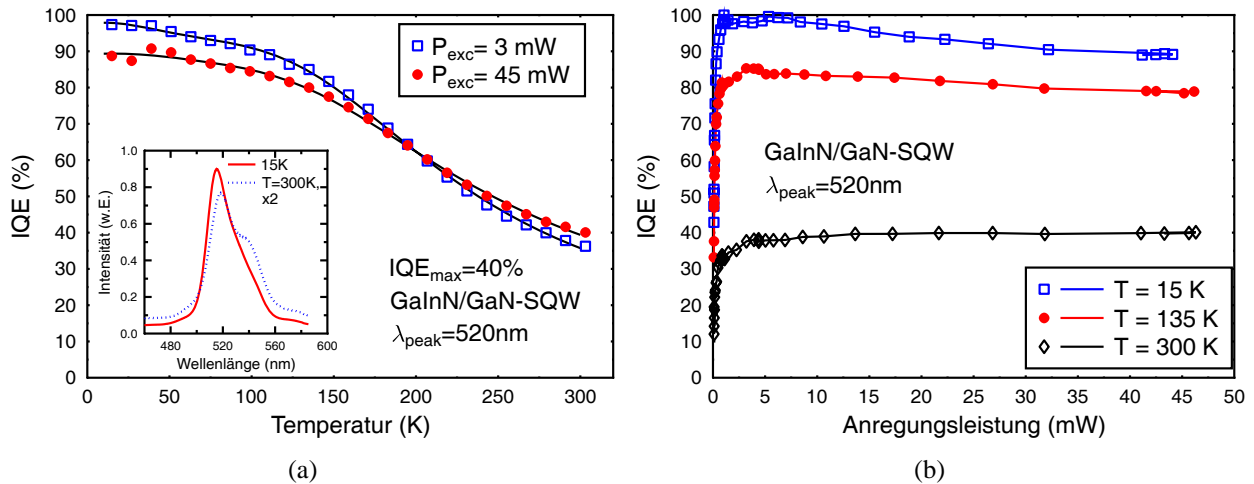 100
90
80
70
60
50
40
30
20
10
0
IQE (%)
P_exc= 3 mW
P_exc= 45 mW
1.0
0.8
0.6
0.4
0.2
0.0
Intensität (w.E.)
15K
T=300K,
x2
480 520 560 600
Wellenlänge (nm)
IQE_max=40%
GaInN/GaN-SQW
λ_peak=520nm
0 50 100 150 200 250 300
Temperatur (K)
(a)
100
90
80
70
60
50
40
30
20
10
0
IQE (%)
GaInN/GaN-SQW
λ_peak=520nm
T = 15 K
T = 135 K
T = 300 K
0 5 10 15 20 25 30 35 40 45 50
Anregungsleistung (mW)
(b)